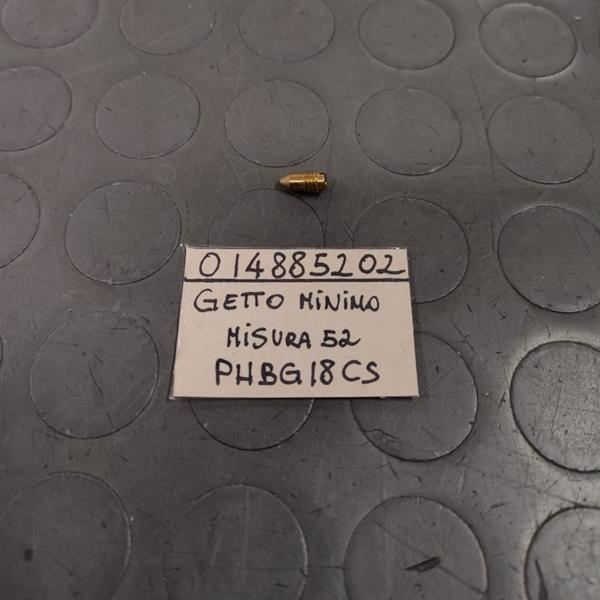 014885202
GETTO MINIMO
MISURA 52
PHBG18CS